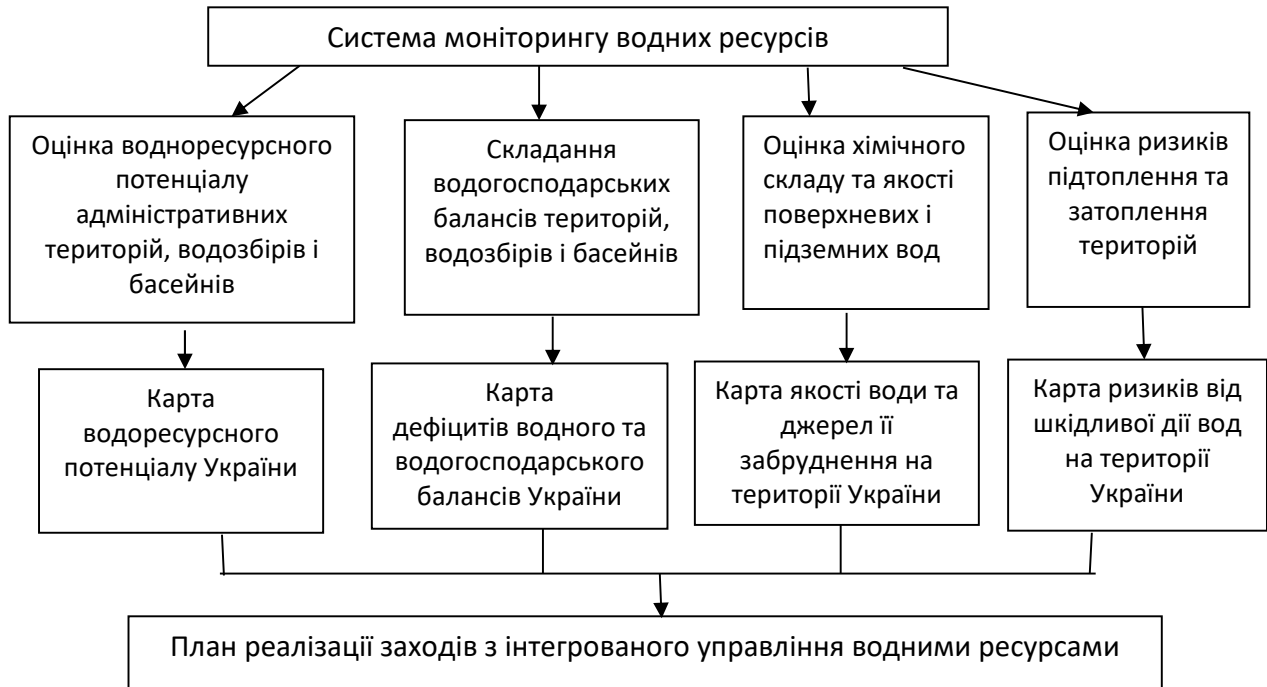 Система моніторингу водних ресурсів
Оцінка водноресурсного
потенціалу
адміністративних
територій, водозбірів і
басейнів
Складання
водогосподарських
балансів територій,
водозбірів і басейнів
Оцінка хімічного
складу та якості
поверхневих і
підземних вод
Оцінка ризиків
підтоплення та
затоплення
територій
Карта
водоресурсного
потенціалу України
Карта
дефіцитів водного та
водогосподарського
балансів України
Карта якості води та
джерел її
забруднення на
території України
Карта ризиків від
шкідливої дії вод
на території
України
План реалізації заходів з інтегрованого управління водними ресурсами